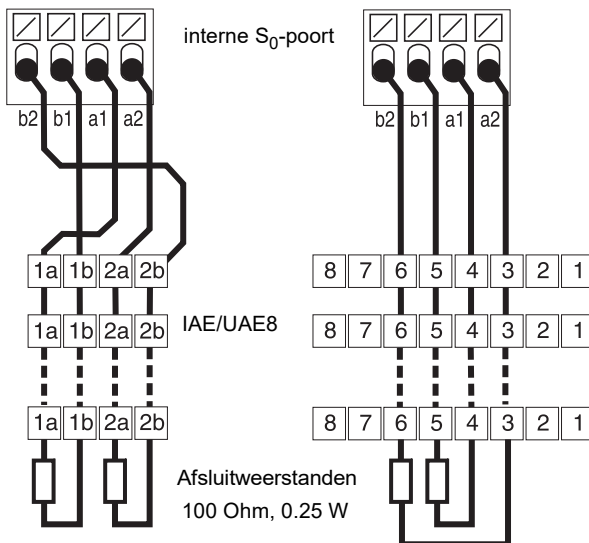 interne S₀-poort
b2 b1 a1 a2
b2 b1 a1 a2
1a 1b 2a 2b
8 7 6 5 4 3 2 1
1a 1b 2a 2b
IAE/UAE8
8 7 6 5 4 3 2 1
1a 1b 2a 2b
8 7 6 5 4 3 2 1
Afsluitweerstanden
100 Ohm, 0.25 W